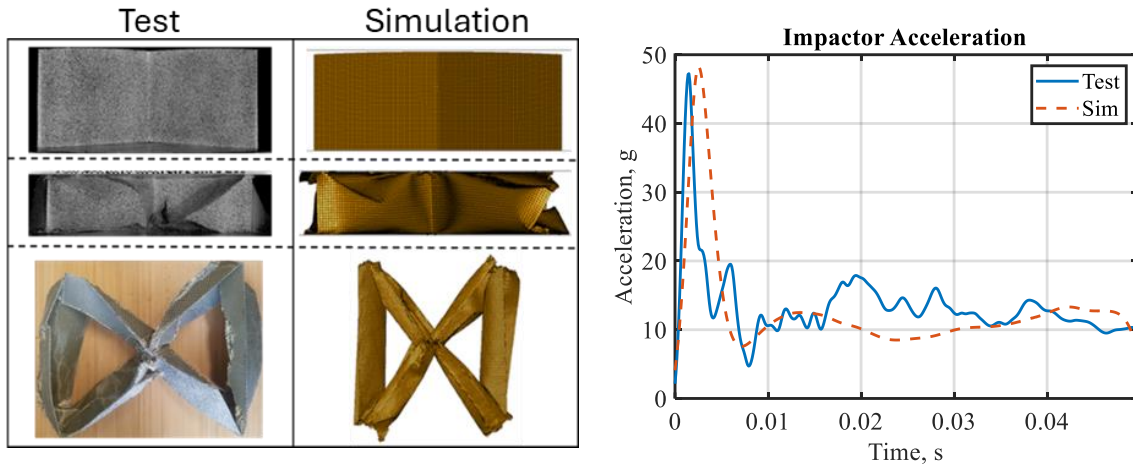 Test
Simulation
Impactor Acceleration
Test
Sim
Acceleration, g
50
40
30
20
10
0
0 0.01 0.02 0.03 0.04
Time, s